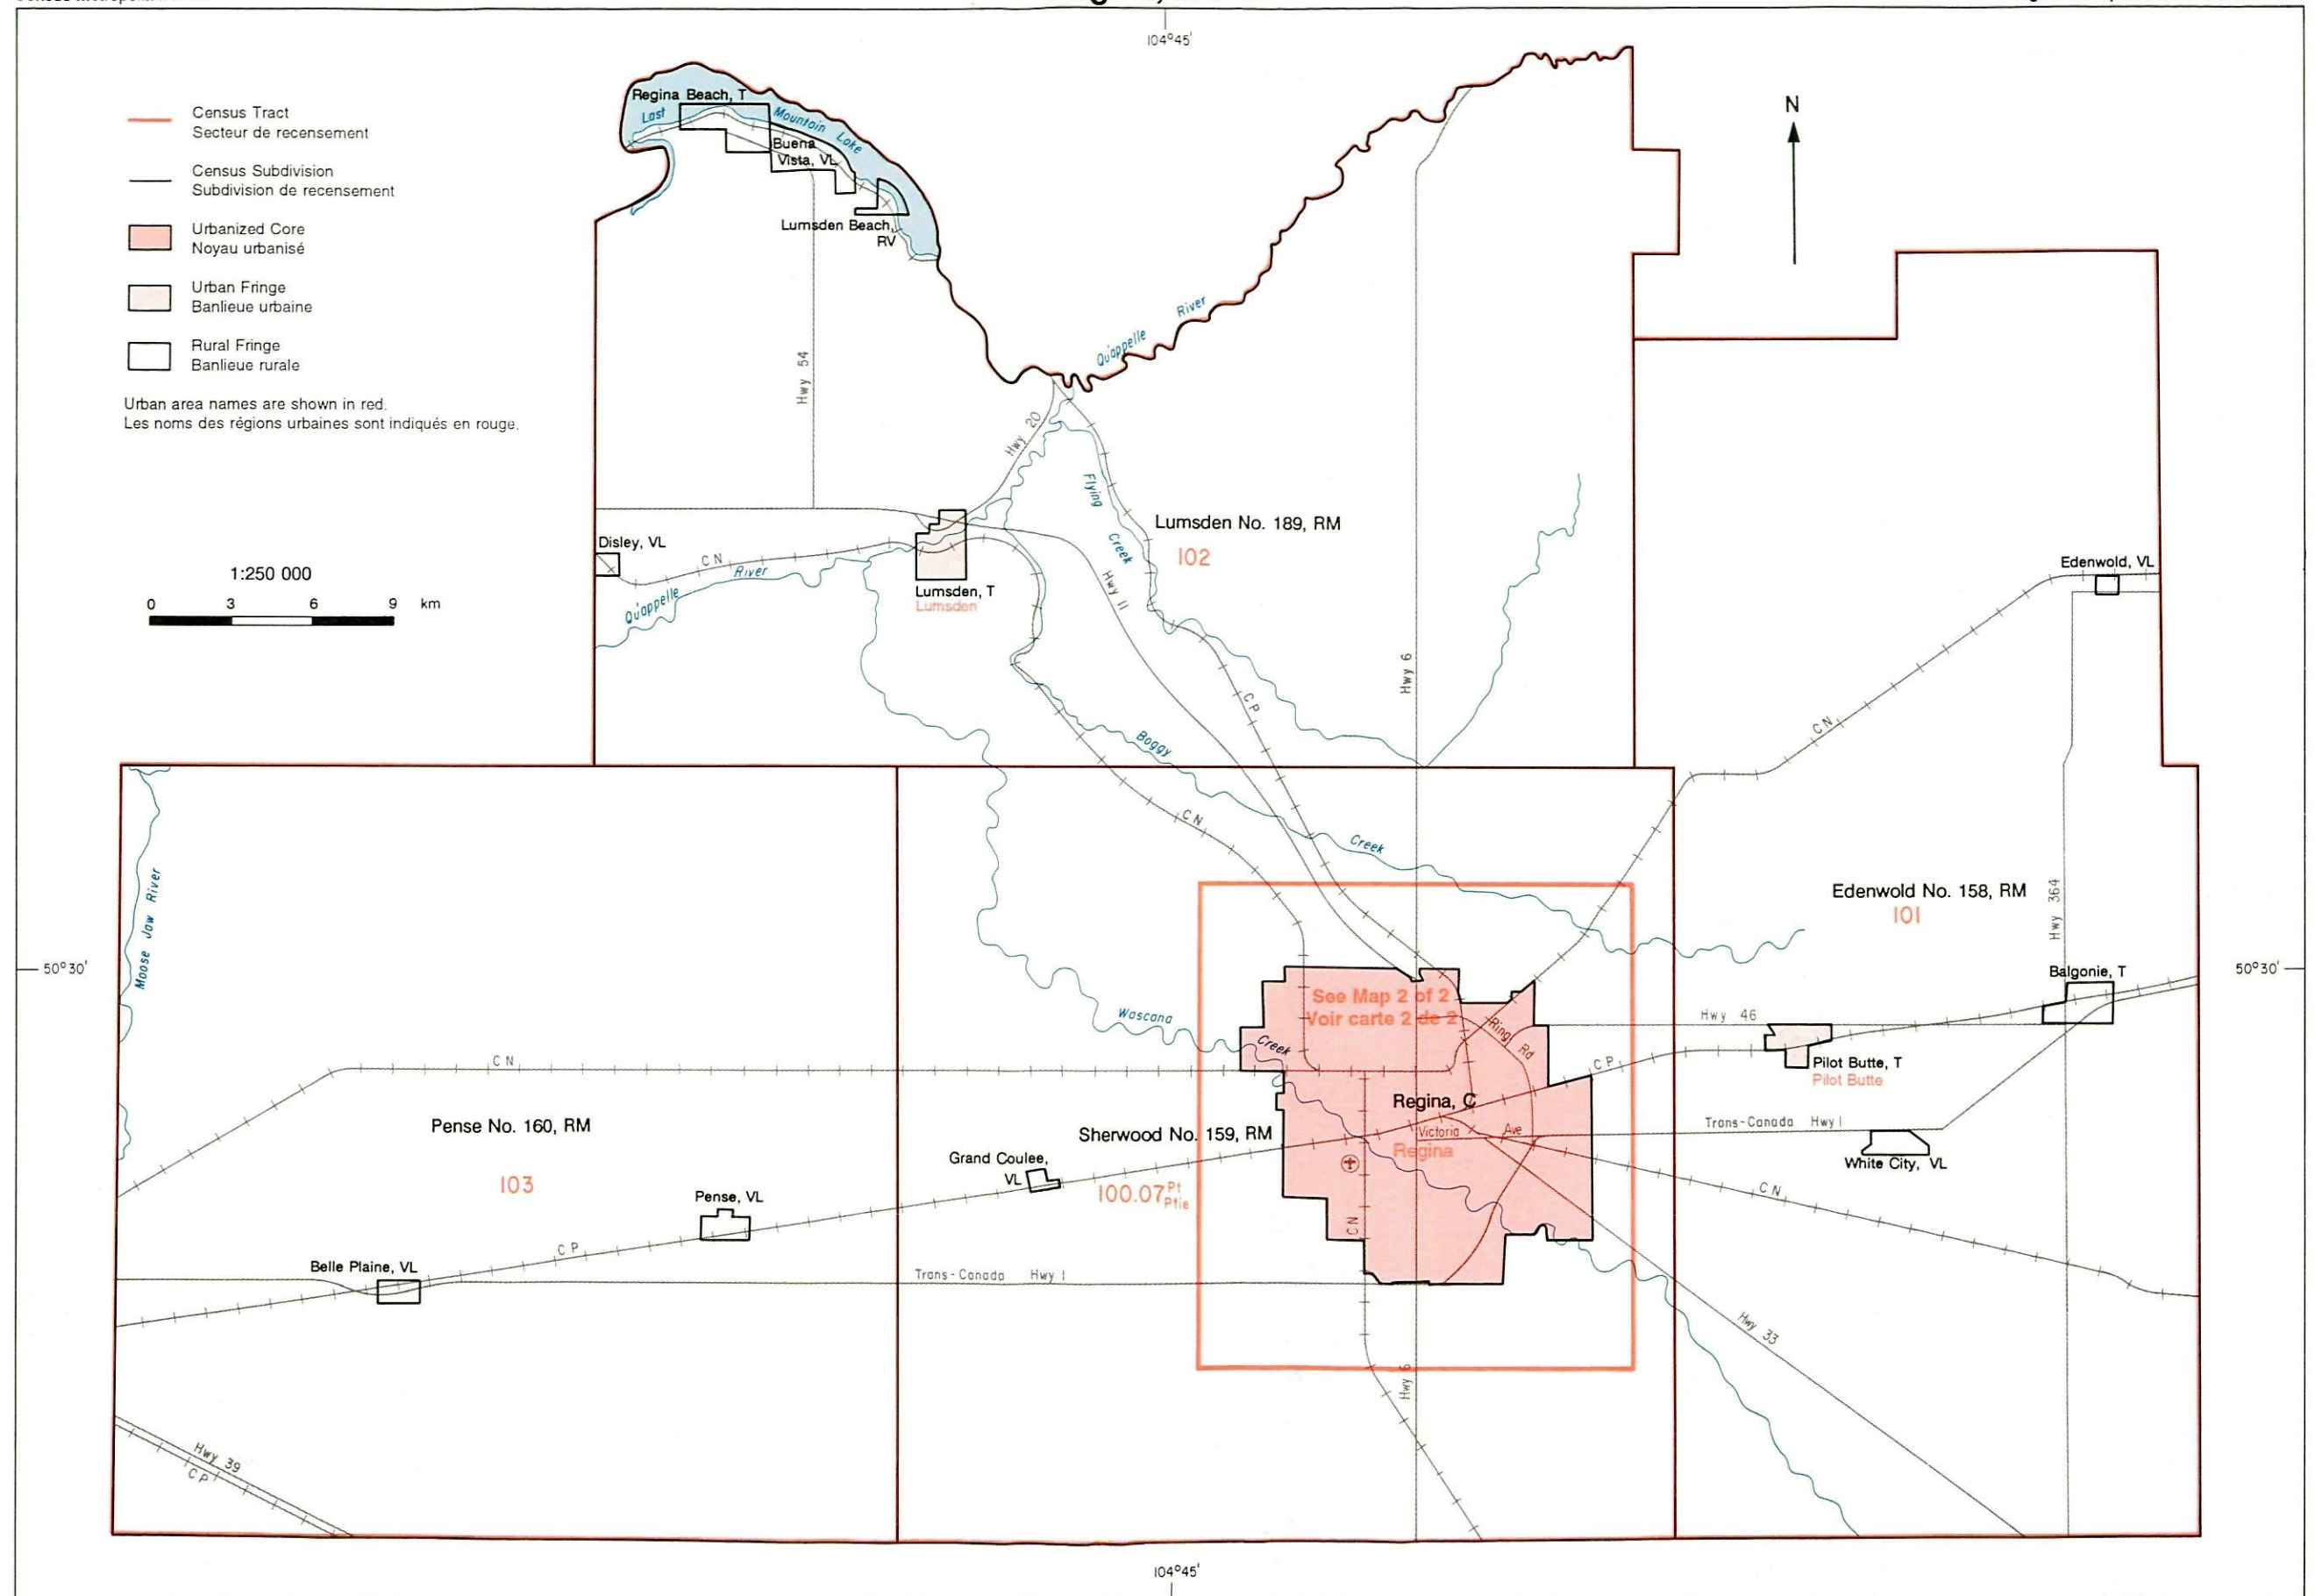 104°45'
N
Census Tract
Secteur de recensement
Census Subdivision
Subdivision de recensement
Urbanized Core
Noyau urbanisé
Urban Fringe
Banlieue urbaine
Rural Fringe
Banlieue rurale
Urban area names are shown in red.
Les noms des régions urbaines sont indiqués en rouge.
1:250 000
0 3 6 9 km
Regina Beach, T
Last Mountain Lake
Buena
Vista, VL
Lumsden Beach,
RV
Hwy 54
Qu'appelle River
Hwy 20
Flying Creek
Lumsden No. 189, RM
102
Disley, VL
CN
Qu'appelle River
Lumsden, T
Lumsden
Hwy 11
Hwy 6
CP
Edenwold, VL
CN
Boggy Creek
CN
Moose Jaw River
Edenwold No. 158, RM
101
Hwy 364
50°30'
50°30'
Balgonie, T
See Map 2 of 2
Voir carte 2 de 2
Wascana Creek
Ring Rd
Hwy 46
CP
Pilot Butte, T
Pilot Butte
CN
Pense No. 160, RM
103
Regina, C
Regina
Victoria Ave
Trans-Canada Hwy 1
White City, VL
Sherwood No. 159, RM
100.07 Pt
Ptie
Grand Coulee,
VL
Pense, VL
CN
CN
CP
Belle Plaine, VL
Trans-Canada Hwy 1
Hwy 33
Hwy 6
Hwy 39
CP
104°45'